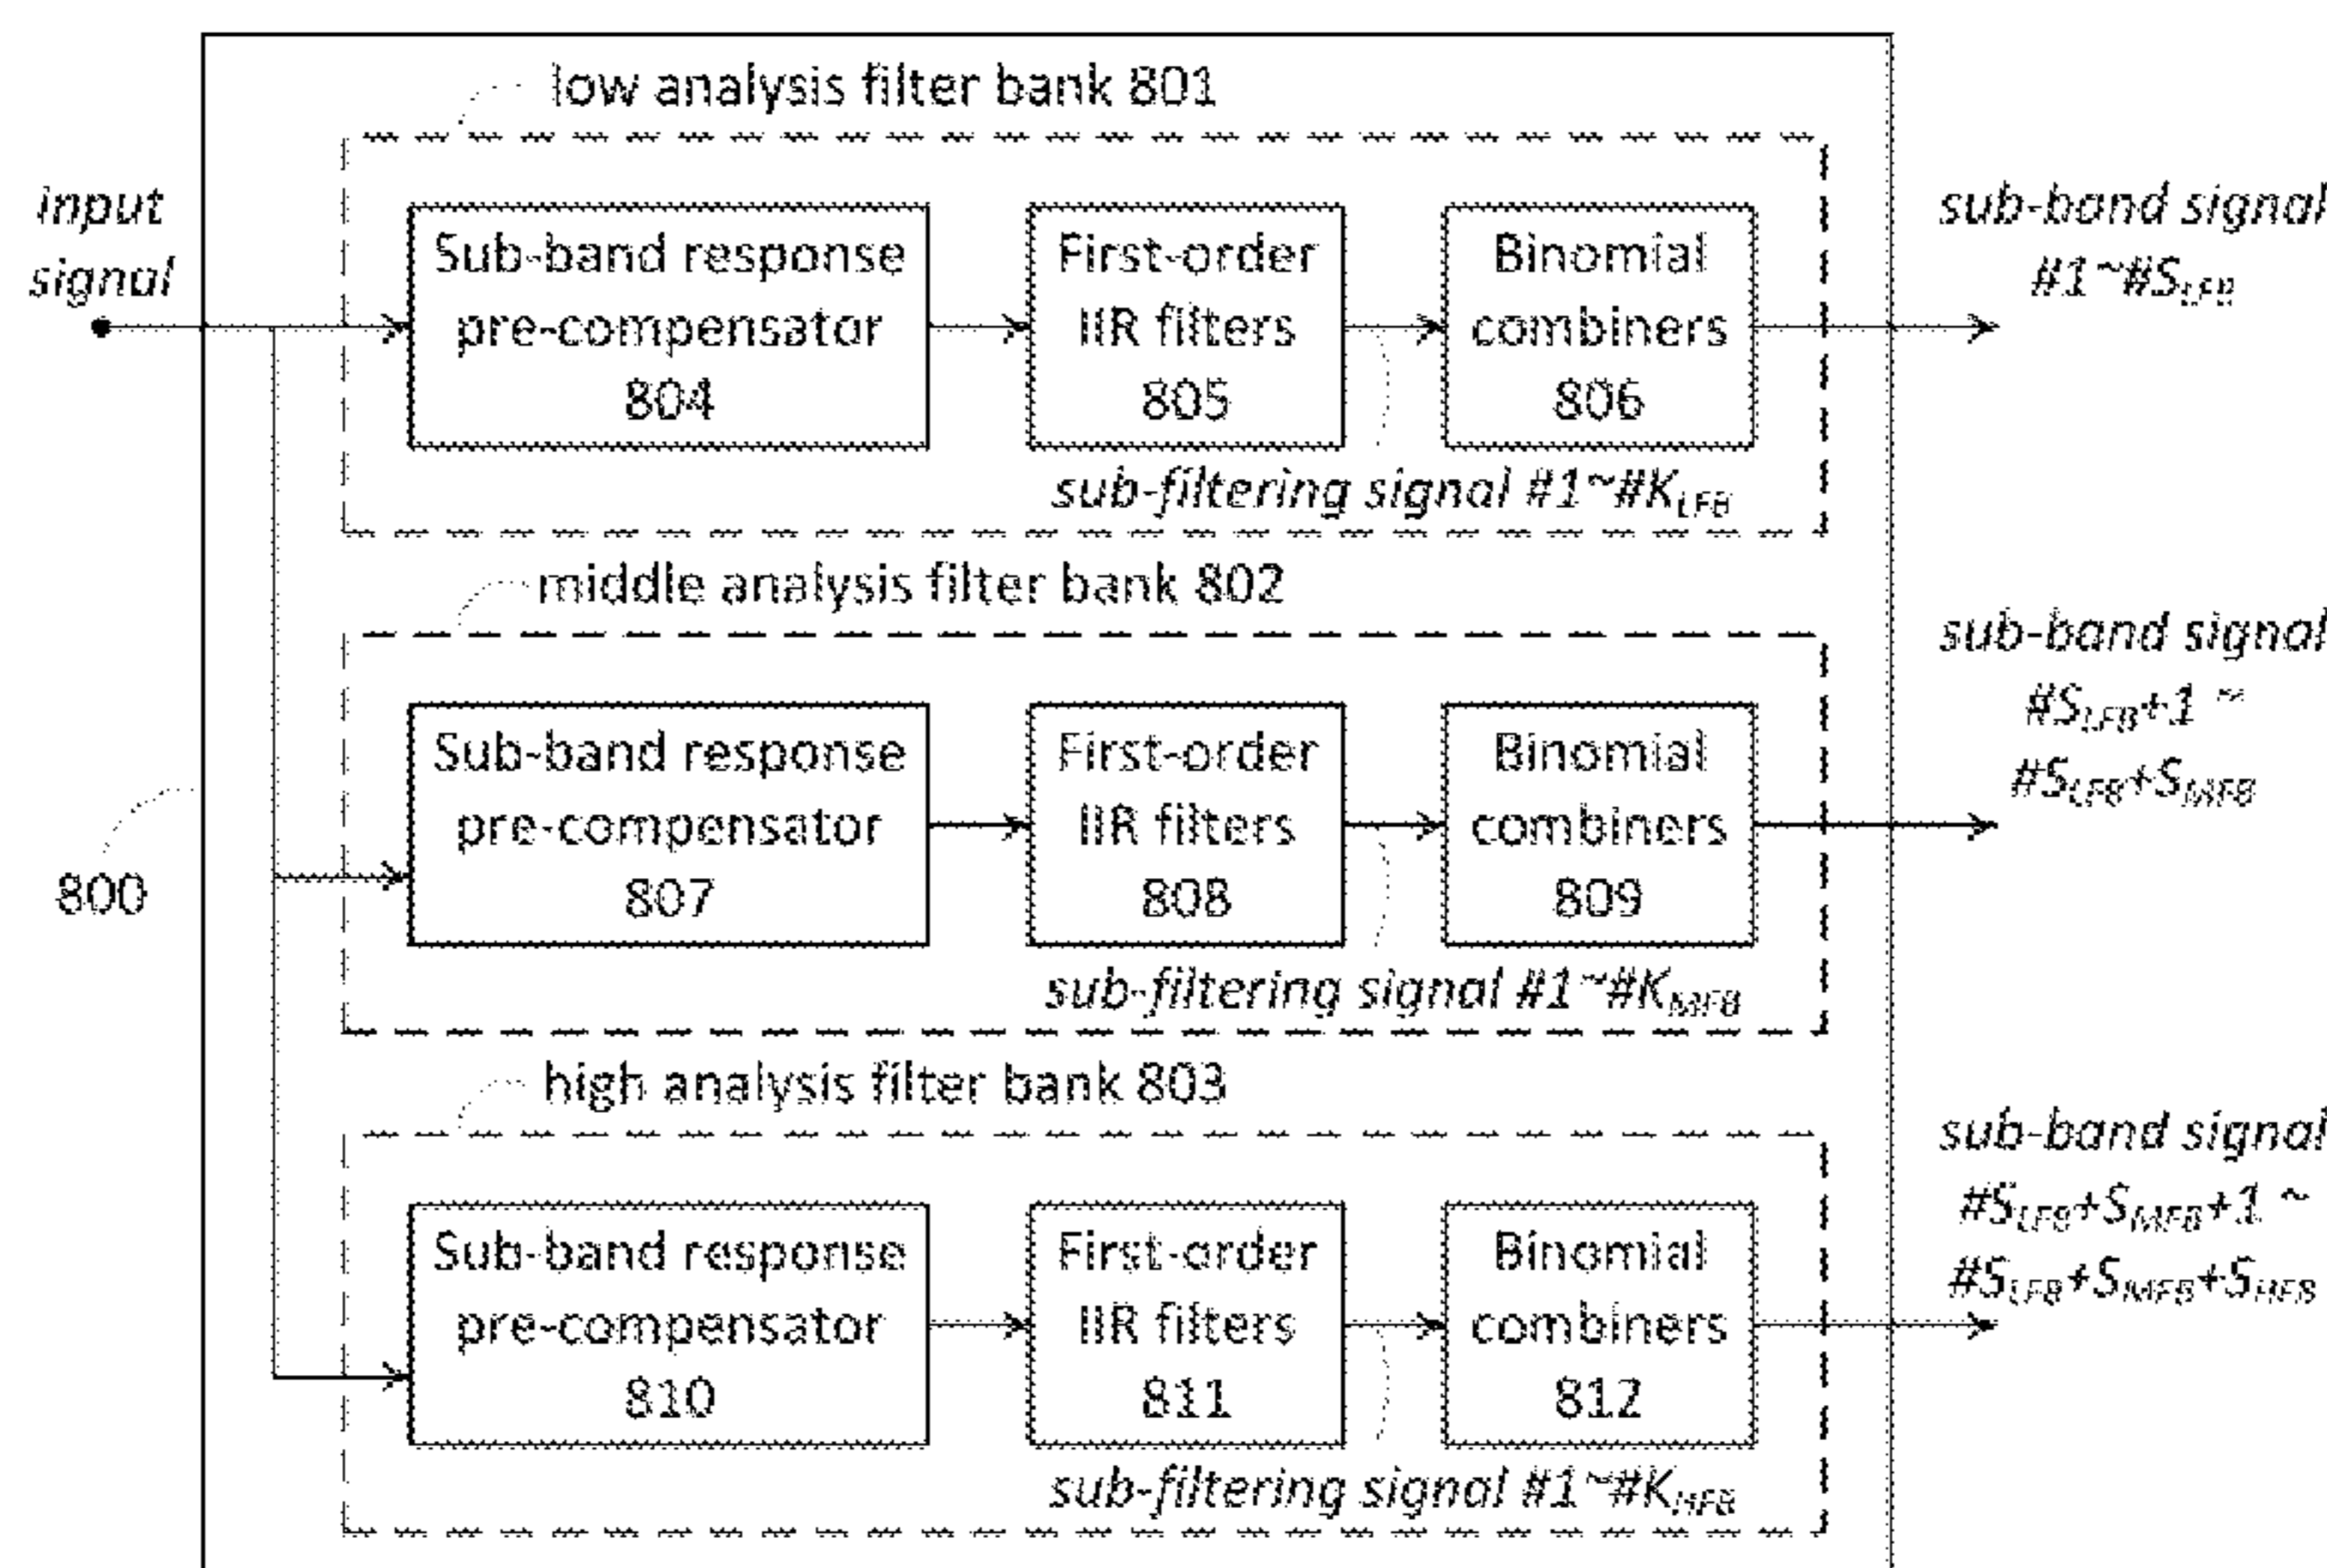 low analysis filter bank 801
input
signal
Sub-band response
pre-compensator
804
First-order
IIR filters
805
Binomial
combiners
806
sub-filtering signal #1~#K_LFB
sub-band signal
#1~#S_LFB
middle analysis filter bank 802
Sub-band response
pre-compensator
807
First-order
IIR filters
808
Binomial
combiners
809
sub-filtering signal #1~#K_MFB
sub-band signal
#S_LFB+1 ~
#S_LFB+S_MFB
800
high analysis filter bank 803
Sub-band response
pre-compensator
810
First-order
IIR filters
811
Binomial
combiners
812
sub-filtering signal #1~#K_HFB
sub-band signal
#S_LFB+S_MFB+1 ~
#S_LFB+S_MFB+S_HFB